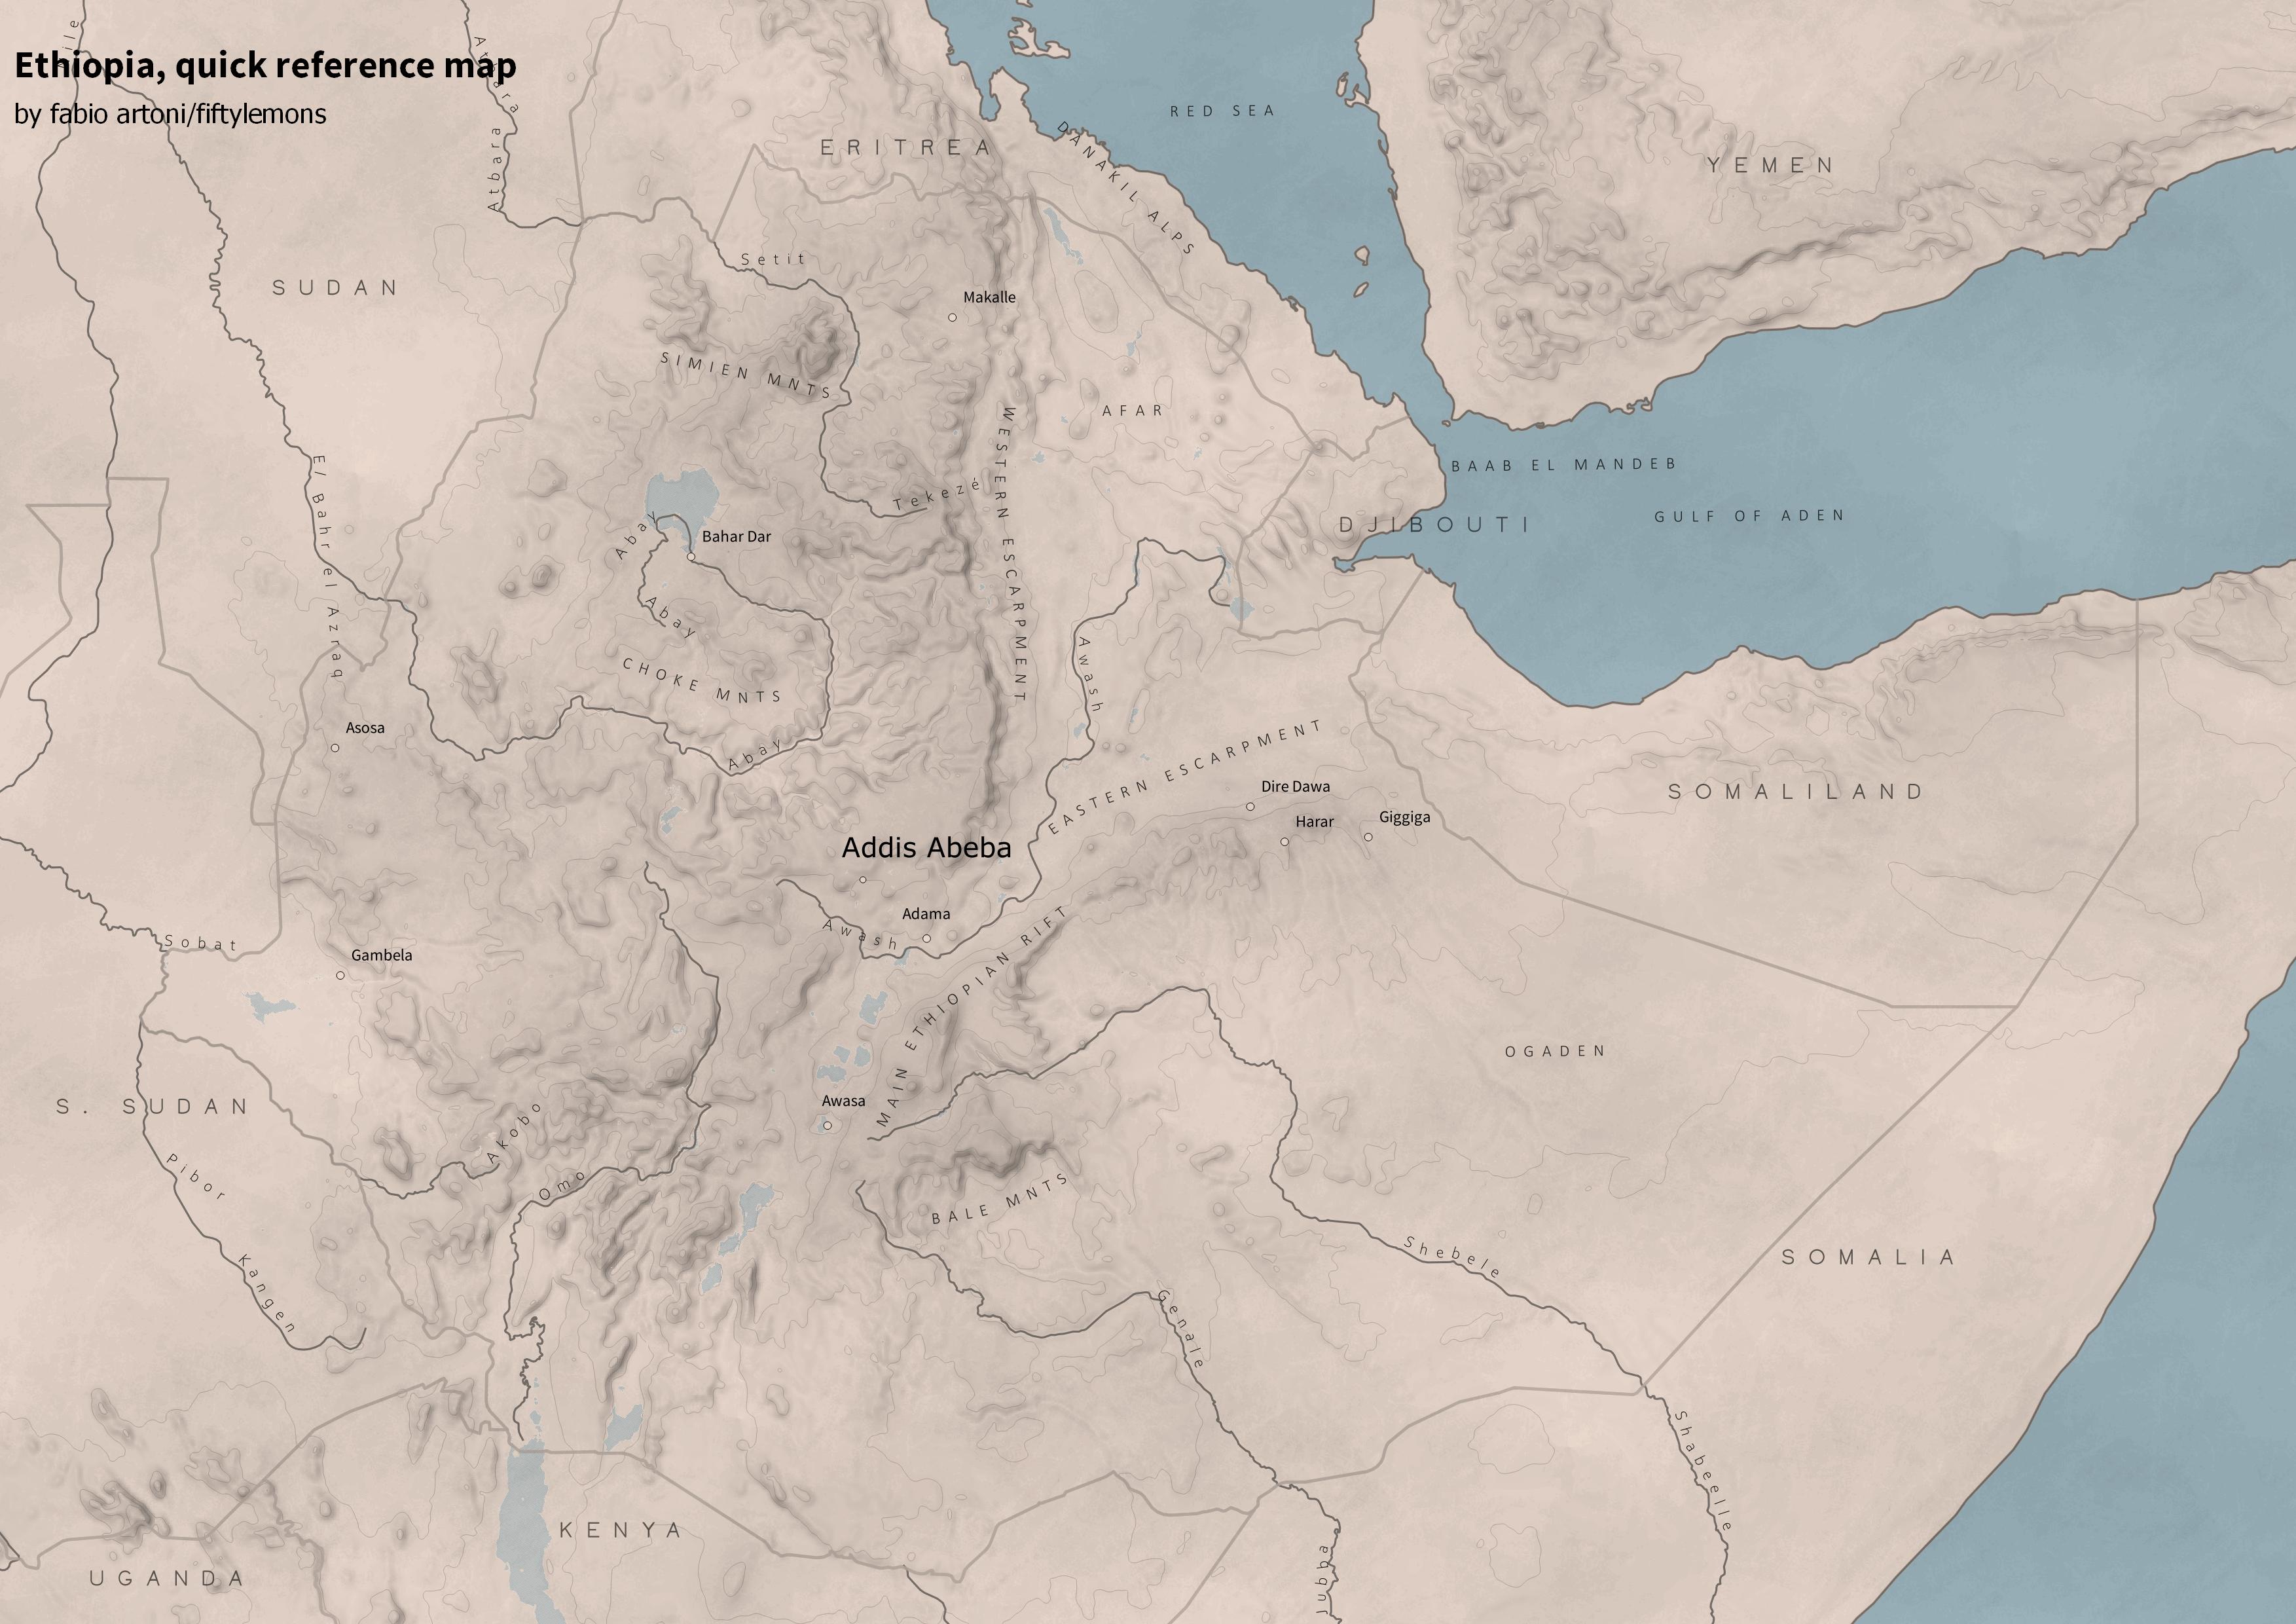 Nile
Ethiopia, quick reference map
by fabio artoni/fiftylemons
Atbara
Atbara
RED SEA
ERITREA
DANAKIL ALPS
YEMEN
SUDAN
Setit
Makalle
SIMIEN MNTS
AFAR
WESTERN ESCARPMENT
BAAB EL MANDEB
El Bahr el Azraq
Tekezé
GULF OF ADEN
DJIBOUTI
Abay
Bahar Dar
Abay
CHOKE MNTS
Awash
Asosa
Abay
EASTERN ESCARPMENT
Dire Dawa
SOMALILAND
Harar
Giggiga
Addis Abeba
Adama
Awash
Sobat
Gambela
MAIN ETHIOPIAN RIFT
OGADEN
S. SUDAN
Awasa
Akobo
Pibor
Omo
BALE MNTS
Shebele
SOMALIA
Kangen
Genale
Shabeelle
KENYA
Jubba
UGANDA